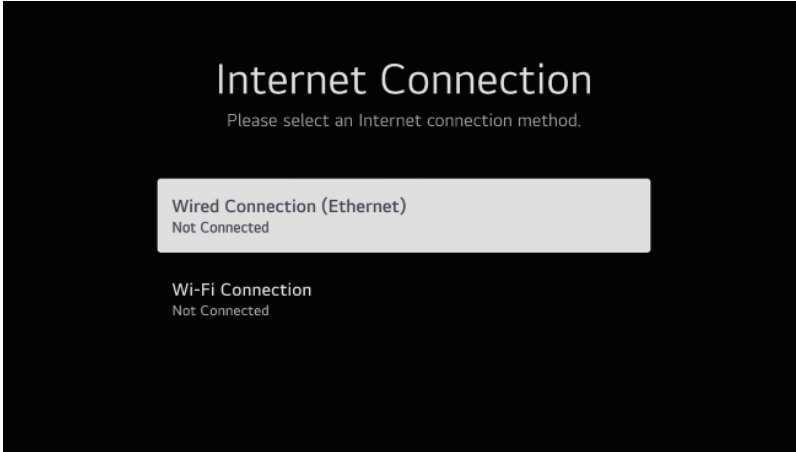 Internet Connection
Please select an Internet connection method.
Wired Connection (Ethernet)
Not Connected
Wi-Fi Connection
Not Connected